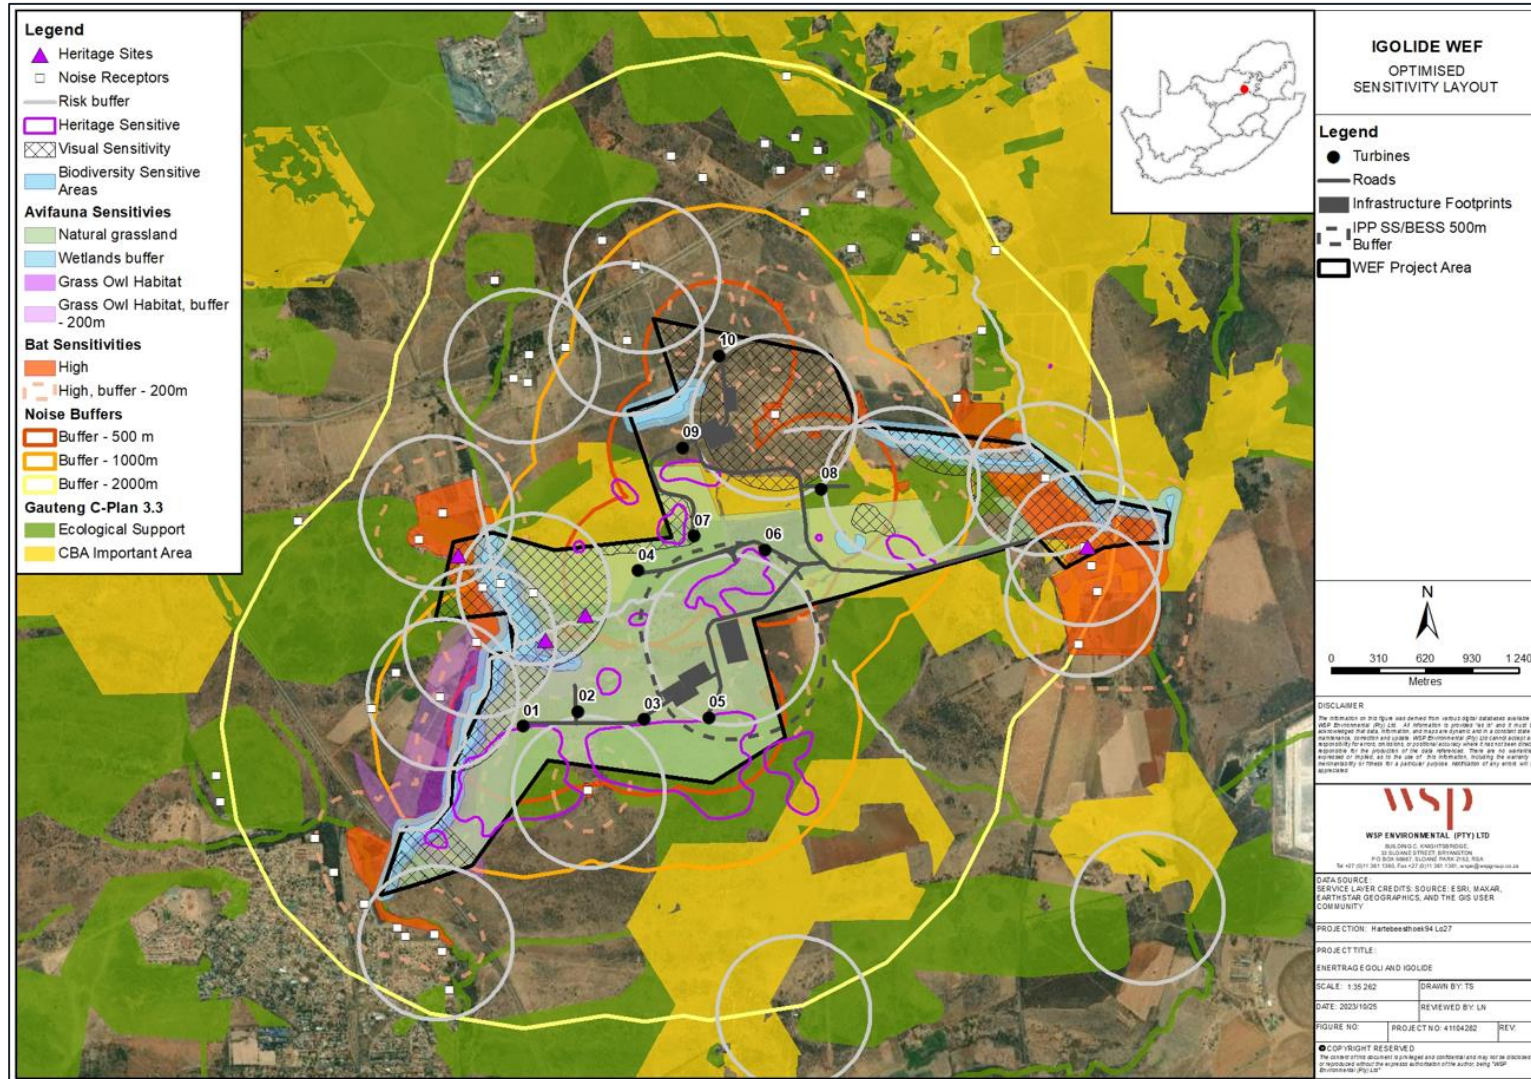 Legend
Heritage Sites
Noise Receptors
Risk buffer
Heritage Sensitive
Visual Sensitivity
Biodiversity Sensitive
Areas
Avifauna Sensitivies
Natural grassland
Wetlands buffer
Grass Owl Habitat
Grass Owl Habitat, buffer
- 200m
Bat Sensitivities
High
High, buffer - 200m
Noise Buffers
Buffer - 500 m
Buffer - 1000m
Buffer - 2000m
Gauteng C-Plan 3.3
Ecological Support
CBA Important Area
10
09
08
07
06
04
02
01
03
05
IGOLIDE WEF
OPTIMISED
SENSITIVITY LAYOUT
Legend
Turbines
Roads
Infrastructure Footprints
IPP SS/BESS 500m
Buffer
WEF Project Area
N
0 310 620 930 1 240
Metres
DISCLAIMER
wsp
WSP ENVIRONMENTAL (PTY) LTD
DATA SOURCE:
SERVICE LAYER CREDITS: SOURCE: ESRI, MAXAR,
EARTHSTAR GEOGRAPHICS, AND THE GIS USER
COMMUNITY
PROJECTION: Hartebeesthoek94 Lo27
PROJECT TITLE:
ENERTRAG EGOLI AND IGOLIDE
SCALE: 1:35 262 DRAWN BY: TS
DATE: 2023/10/25 REVIEWED BY: LN
FIGURE NO: PROJECT NO: 41104282 REV:
COPYRIGHT RESERVED